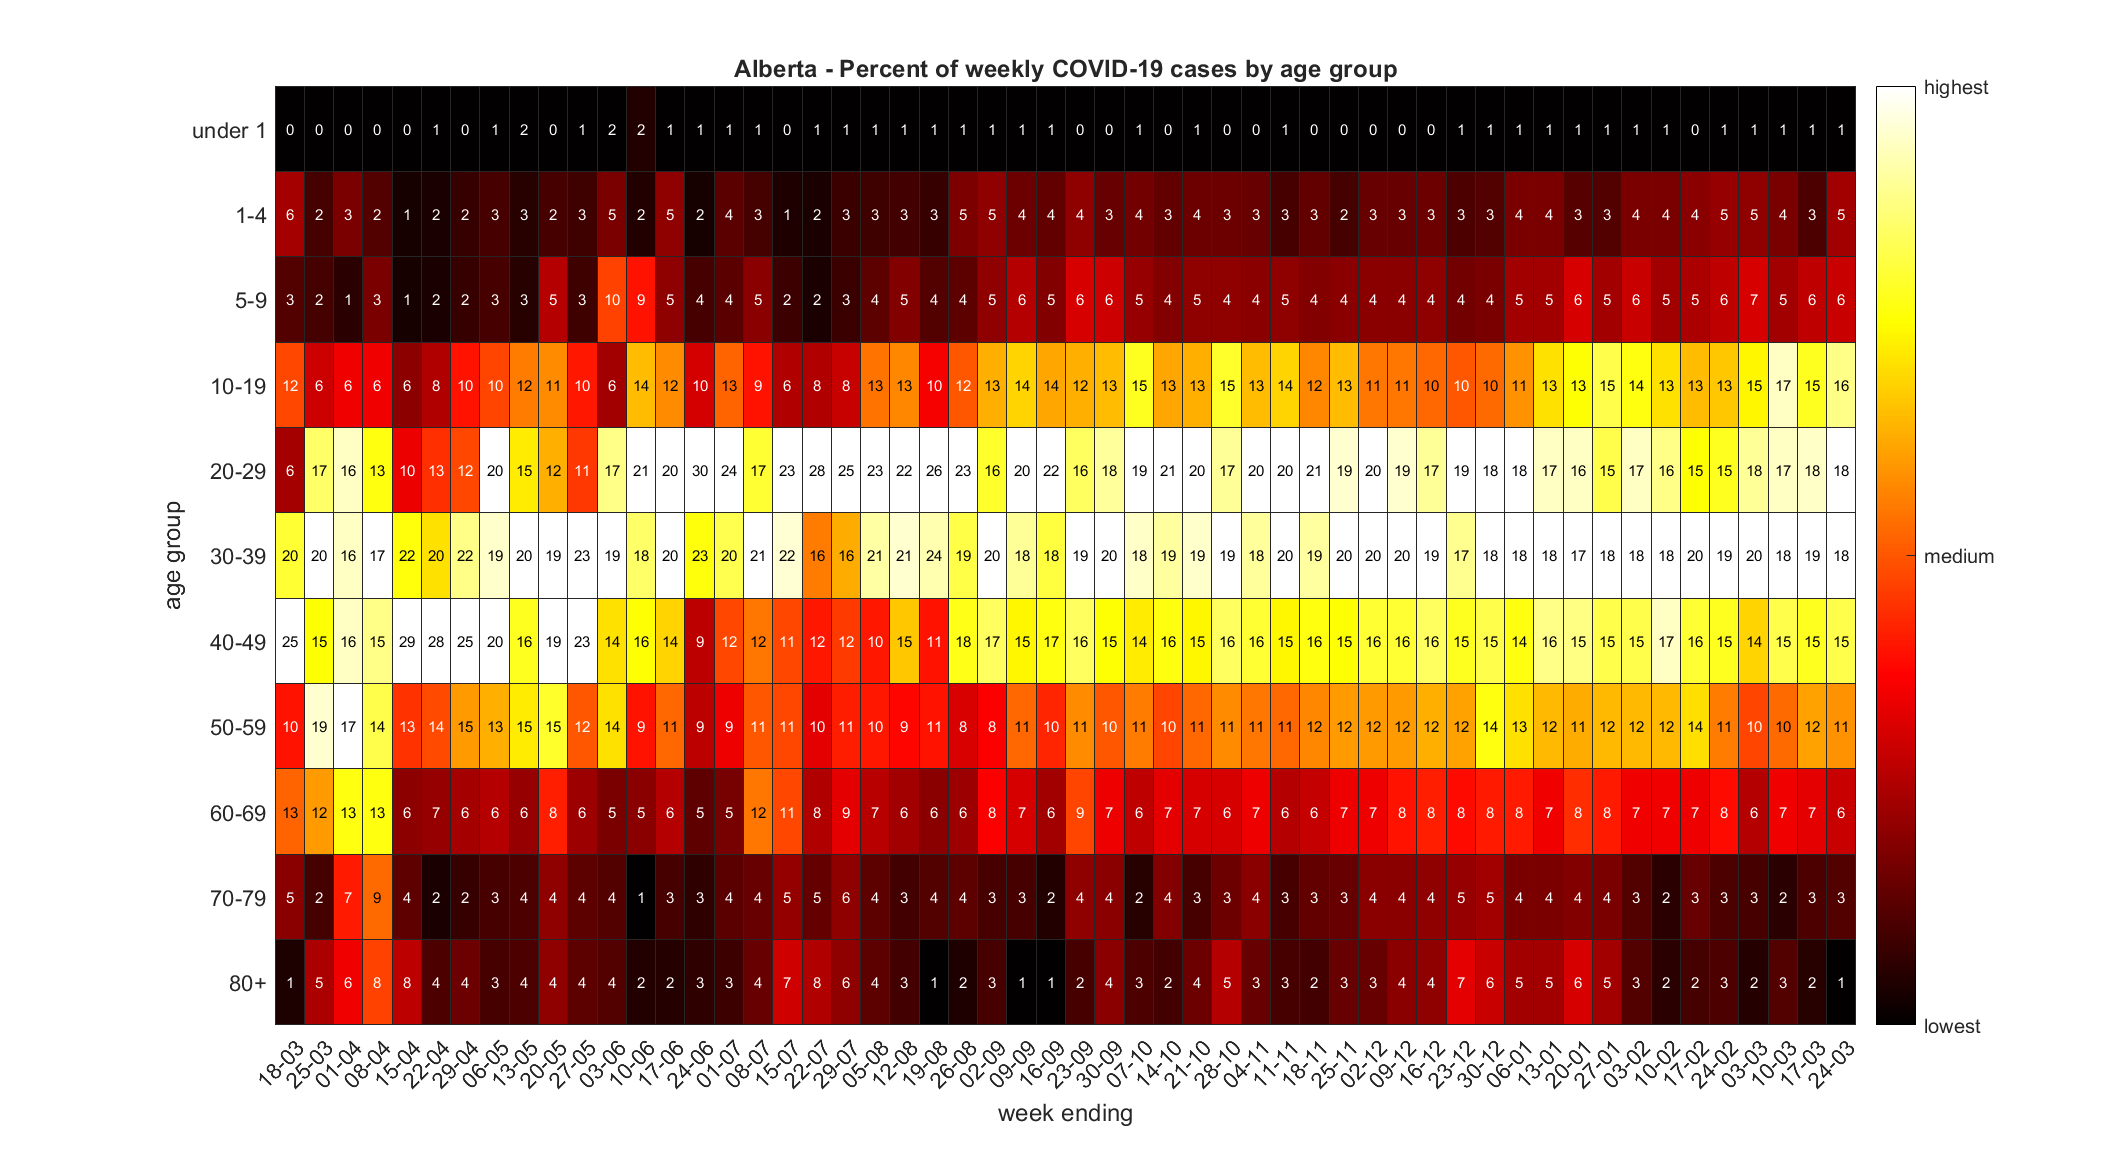 Alberta - Percent of weekly COVID-19 cases by age group
highest
under 1 0 0 0 0 0 1 0 1 2 0 1 2 2 1 1 1 1 0 1 1 1 1 1 1 1 1 1 0 0 1 0 1 0 0 1 0 0 0 0 0 1 1 1 1 1 1 1 1 0 1 1 1 1 1
1-4 6 2 3 2 1 2 2 3 3 2 3 5 2 5 2 4 3 1 2 3 3 3 3 5 5 4 4 4 3 4 3 4 3 3 3 3 2 3 3 3 3 3 4 4 3 3 4 4 4 5 5 4 3 5
5-9 3 2 1 3 1 2 2 3 3 5 3 10 9 5 4 4 5 2 2 3 4 5 4 4 5 6 5 6 6 5 4 5 4 4 5 4 4 4 4 4 4 4 5 5 6 5 6 5 5 6 7 5 6 6
10-19 12 6 6 6 6 8 10 10 12 11 10 6 14 12 10 13 9 6 8 8 13 13 10 12 13 14 14 12 13 15 13 13 15 13 14 12 13 11 11 10 10 10 11 13 13 15 14 13 13 13 15 17 15 16
20-29 6 17 16 13 10 13 12 20 15 12 11 17 21 20 30 24 17 23 28 25 23 22 26 23 16 20 22 16 18 19 21 20 17 20 20 21 19 20 19 17 19 18 18 17 16 15 17 16 15 15 18 17 18 18
30-39 20 20 16 17 22 20 22 19 20 19 23 19 18 20 23 20 21 22 16 16 21 21 24 19 20 18 18 19 20 18 19 19 19 18 20 19 20 20 20 19 17 18 18 18 17 18 18 18 20 19 20 18 19 18
medium
40-49 25 15 16 15 29 28 25 20 16 19 23 14 16 14 9 12 12 11 12 12 10 15 11 18 17 15 17 16 15 14 16 15 16 16 15 16 15 16 16 16 15 15 14 16 15 15 15 17 16 15 14 15 15 15
age group
50-59 10 19 17 14 13 14 15 13 15 15 12 14 9 11 9 9 11 11 10 11 10 9 11 8 8 11 10 11 10 11 10 11 11 11 11 12 12 12 12 12 12 14 13 12 11 12 12 12 14 11 10 10 12 11
60-69 13 12 13 13 6 7 6 6 6 8 6 5 5 6 5 5 12 11 8 9 7 6 6 6 8 7 6 9 7 6 7 7 6 7 6 6 7 7 8 8 8 8 8 7 8 8 7 7 7 8 6 7 7 6
70-79 5 2 7 9 4 2 2 3 4 4 4 4 1 3 3 4 4 5 5 6 4 3 4 4 3 3 2 4 4 2 4 3 3 4 3 3 3 4 4 4 5 5 4 4 4 4 3 2 3 3 3 2 3 3
80+ 1 5 6 8 8 4 4 3 4 4 4 4 2 2 3 3 4 7 8 6 4 3 1 2 3 1 1 2 4 3 2 4 5 3 3 2 3 3 4 4 7 6 5 5 6 5 3 2 2 3 2 3 2 1
lowest
18-03 25-03 01-04 08-04 15-04 22-04 29-04 06-05 13-05 20-05 27-05 03-06 10-06 17-06 24-06 01-07 08-07 15-07 22-07 29-07 05-08 12-08 19-08 26-08 02-09 09-09 16-09 23-09 30-09 07-10 14-10 21-10 28-10 04-11 11-11 18-11 25-11 02-12 09-12 16-12 23-12 30-12 06-01 13-01 20-01 27-01 03-02 10-02 17-02 24-02 03-03 10-03 17-03 24-03
week ending